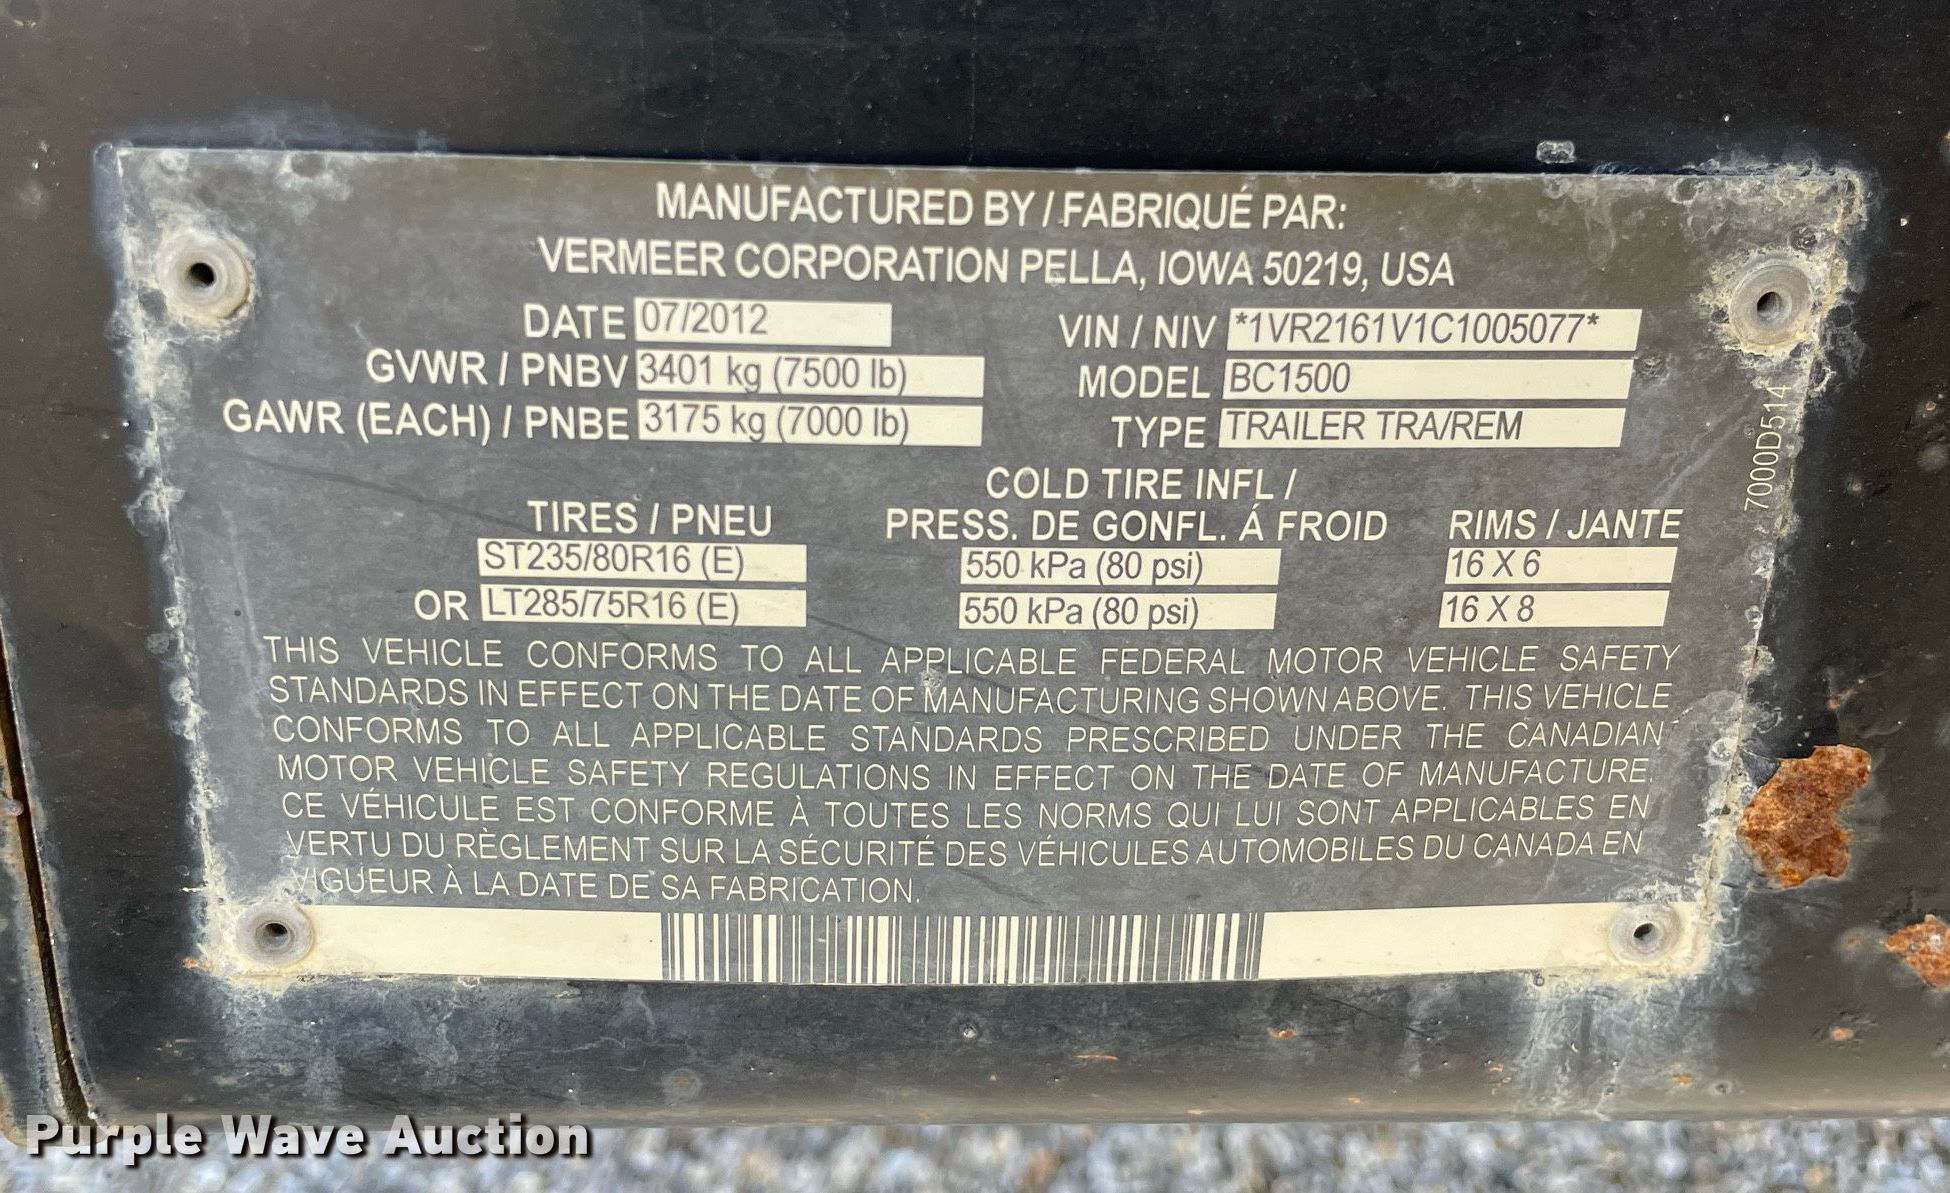 MANUFACTURED BY / FABRIQUÉ PAR:
VERMEER CORPORATION PELLA, IOWA 50219, USA
DATE 07/2012 VIN / NIV *1VR2161V1C1005077*
GVWR / PNBV 3401 kg (7500 lb) MODEL BC1500
GAWR (EACH) / PNBE 3175 kg (7000 lb) TYPE TRAILER TRA/REM
7000D514
COLD TIRE INFL /
TIRES / PNEU PRESS. DE GONFL. Á FROID RIMS / JANTE
ST235/80R16 (E) 550 kPa (80 psi) 16 X 6
OR LT285/75R16 (E) 550 kPa (80 psi) 16 X 8
THIS VEHICLE CONFORMS TO ALL APPLICABLE FEDERAL MOTOR VEHICLE SAFETY
STANDARDS IN EFFECT ON THE DATE OF MANUFACTURING SHOWN ABOVE. THIS VEHICLE
CONFORMS TO ALL APPLICABLE STANDARDS PRESCRIBED UNDER THE CANADIAN
MOTOR VEHICLE SAFETY REGULATIONS IN EFFECT ON THE DATE OF MANUFACTURE.
CE VÉHICULE EST CONFORME À TOUTES LES NORMS QUI LUI SONT APPLICABLES EN
VERTU DU RÈGLEMENT SUR LA SÉCURITÉ DES VÉHICULES AUTOMOBILES DU CANADA EN
VIGUEUR À LA DATE DE SA FABRICATION.
Purple Wave Auction